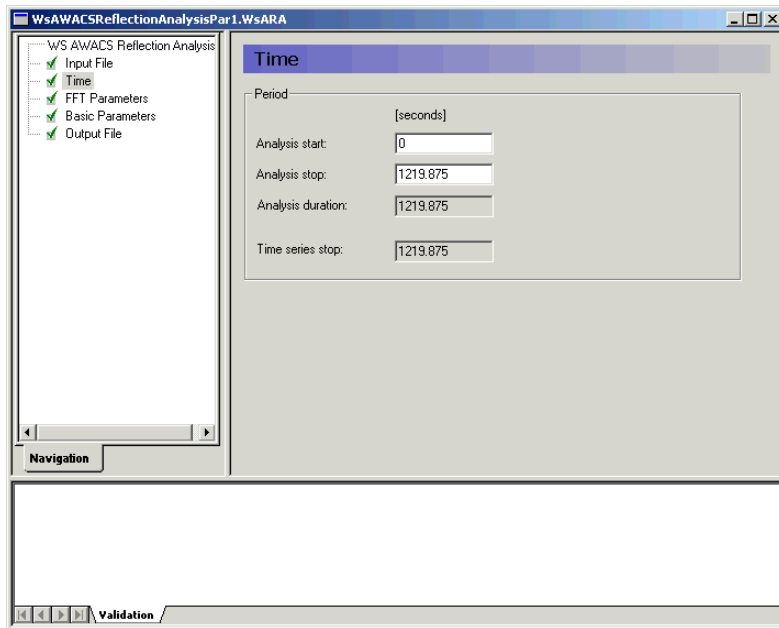 WsAWACSReflectionAnalysisPar1.WsARA
WS AWACS Reflection Analysis
Input File
Time
FFT Parameters
Basic Parameters
Output File
Navigation
Time
Period
[seconds]
Analysis start:
0
Analysis stop:
1219.875
Analysis duration:
1219.875
Time series stop:
1219.875
Validation